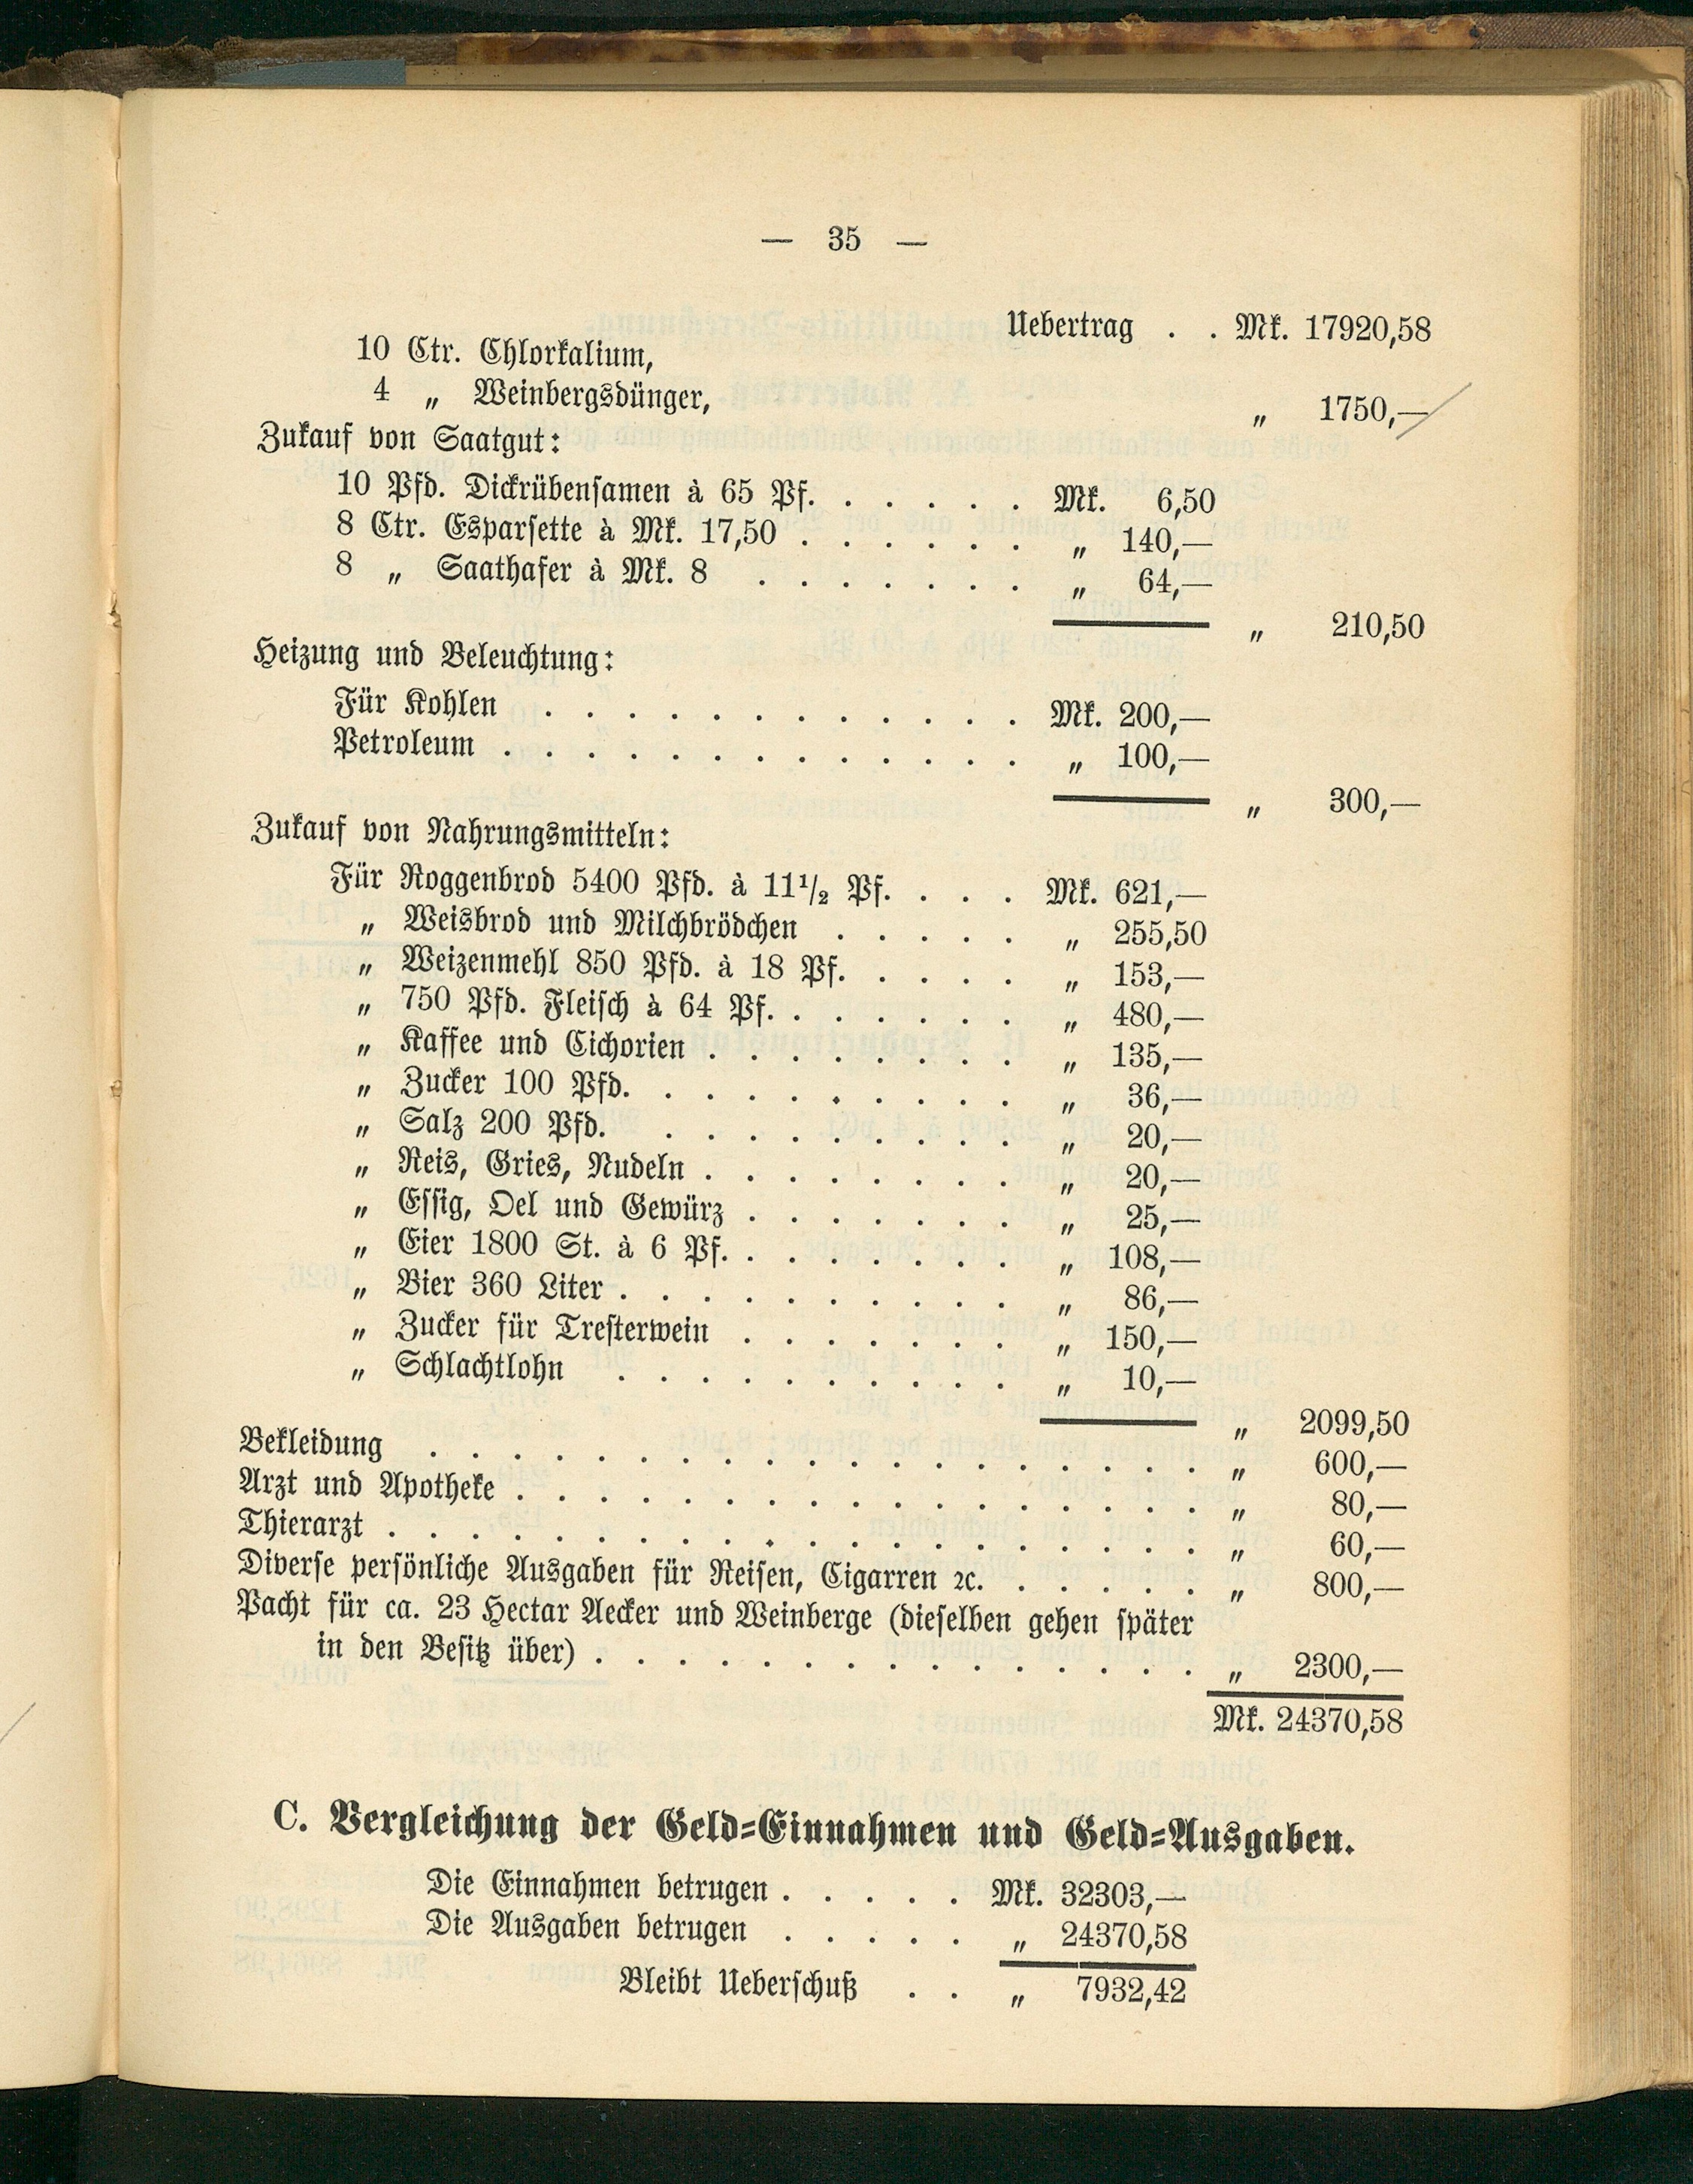 — 35 —
Uebertrag . . Mk. 17920,58
10 Ctr. Chlorkalium,
4 „ Weinbergsdünger, „ 1750,—
Zukauf von Saatgut:
10 Pfd. Dickrübensamen à 65 Pf. . . . . . Mk. 6,50
8 Ctr. Esparsette à Mk. 17,50 . . . . . . „ 140,—
8 „ Saathafer à Mk. 8 . . . . . . . „ 64,—
„ 210,50
Heizung und Beleuchtung:
Für Kohlen . . . . . . . . . . . . Mk. 200,—
Petroleum . . . . . . . . . . . . . „ 100,—
„ 300,—
Zukauf von Nahrungsmitteln:
Für Roggenbrod 5400 Pfd. à 11½ Pf. . . . Mk. 621,—
„ Weisbrod und Milchbrödchen . . . . . „ 255,50
„ Weizenmehl 850 Pfd. à 18 Pf. . . . . „ 153,—
„ 750 Pfd. Fleisch à 64 Pf. . . . . . . „ 480,—
„ Kaffee und Cichorien . . . . . . . . „ 135,—
„ Zucker 100 Pfd. . . . . . . . . . „ 36,—
„ Salz 200 Pfd. . . . . . . . . . „ 20,—
„ Reis, Gries, Nudeln . . . . . . . . „ 20,—
„ Essig, Oel und Gewürz . . . . . . . „ 25,—
„ Eier 1800 St. à 6 Pf. . . . . . . . „ 108,—
„ Bier 360 Liter . . . . . . . . . . „ 86,—
„ Zucker für Tresterwein . . . . . . . „ 150,—
„ Schlachtlohn . . . . . . . . . . „ 10,—
„ 2099,50
Bekleidung . . . . . . . . . . . . . . . . . . . „ 600,—
Arzt und Apotheke . . . . . . . . . . . . . . . . . „ 80,—
Thierarzt . . . . . . . . . . . . . . . . . . . . „ 60,—
Diverse persönliche Ausgaben für Reisen, Cigarren ꝛc. . . . . . „ 800,—
Pacht für ca. 23 Hectar Aecker und Weinberge (dieselben gehen später
in den Besitz über) . . . . . . . . . . . . . . . „ 2300,—
Mk. 24370,58
C. Vergleichung der Geld-Einnahmen und Geld-Ausgaben.
Die Einnahmen betrugen . . . . . Mk. 32303,—
Die Ausgaben betrugen . . . . . „ 24370,58
Bleibt Ueberschuß . . „ 7932,42